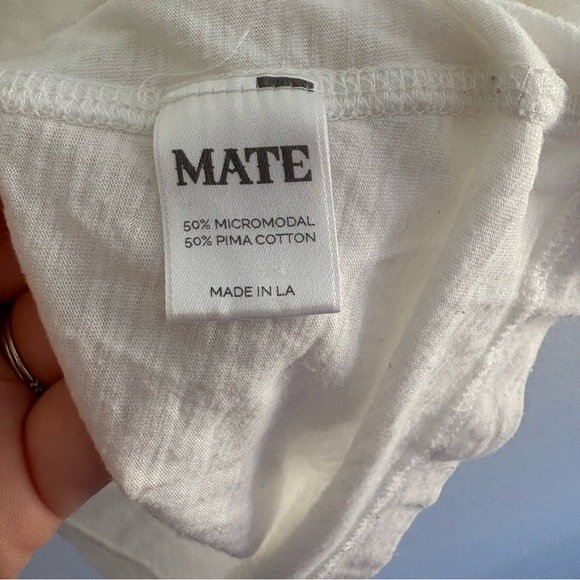 MATE
50% MICROMODAL
50% PIMA COTTON
MADE IN LA